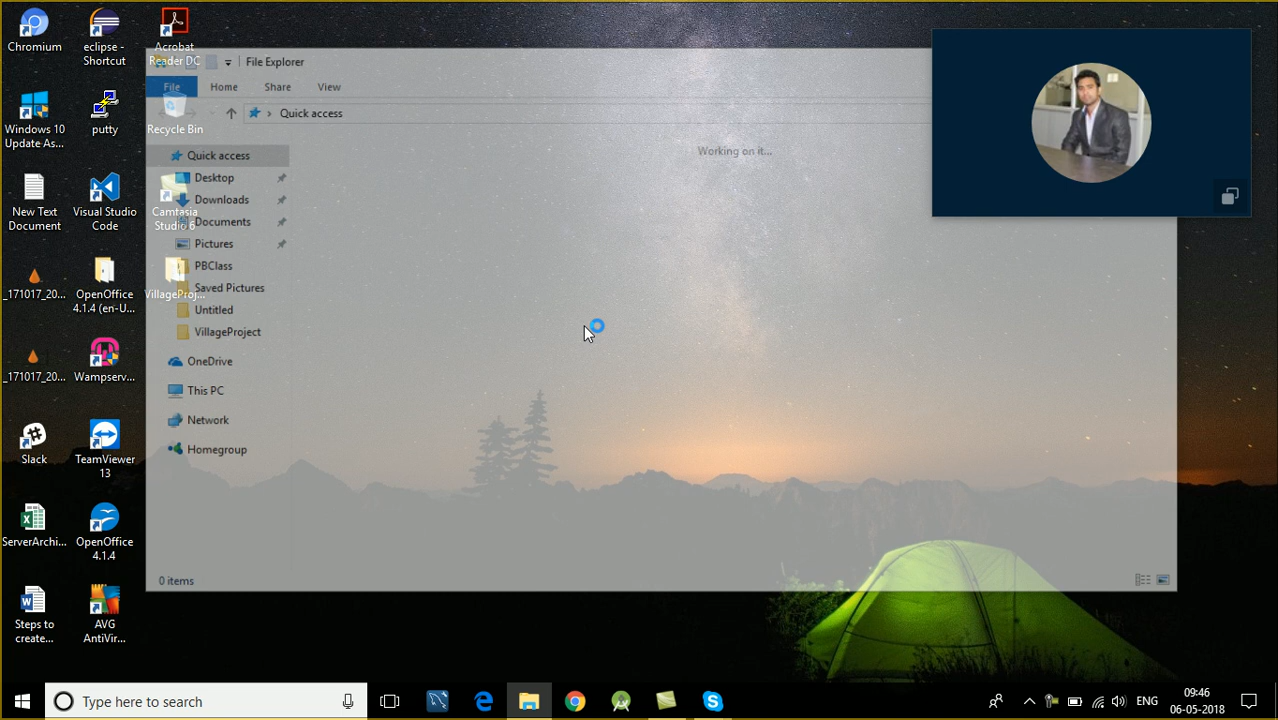 Chromium
eclipse -
Shortcut
Acrobat
Reader DC
Windows 10
Update As...
putty
Recycle Bin
New Text
Document
Visual Studio
Code
Camtasia
Studio 6
_171017_20...
OpenOffice
4.1.4 (en-U...
VillageProj...
_171017_20...
Wampserv...
Slack
TeamViewer
13
ServerArchi...
OpenOffice
4.1.4
Steps to
create...
AVG
AntiVir...
File Explorer
File
Home
Share
View
Quick access
Working on it...
Quick access
Desktop
Downloads
Documents
Pictures
PBClass
Saved Pictures
Untitled
VillageProject
OneDrive
This PC
Network
Homegroup
0 items
Type here to search
ENG
09:46
06-05-2018